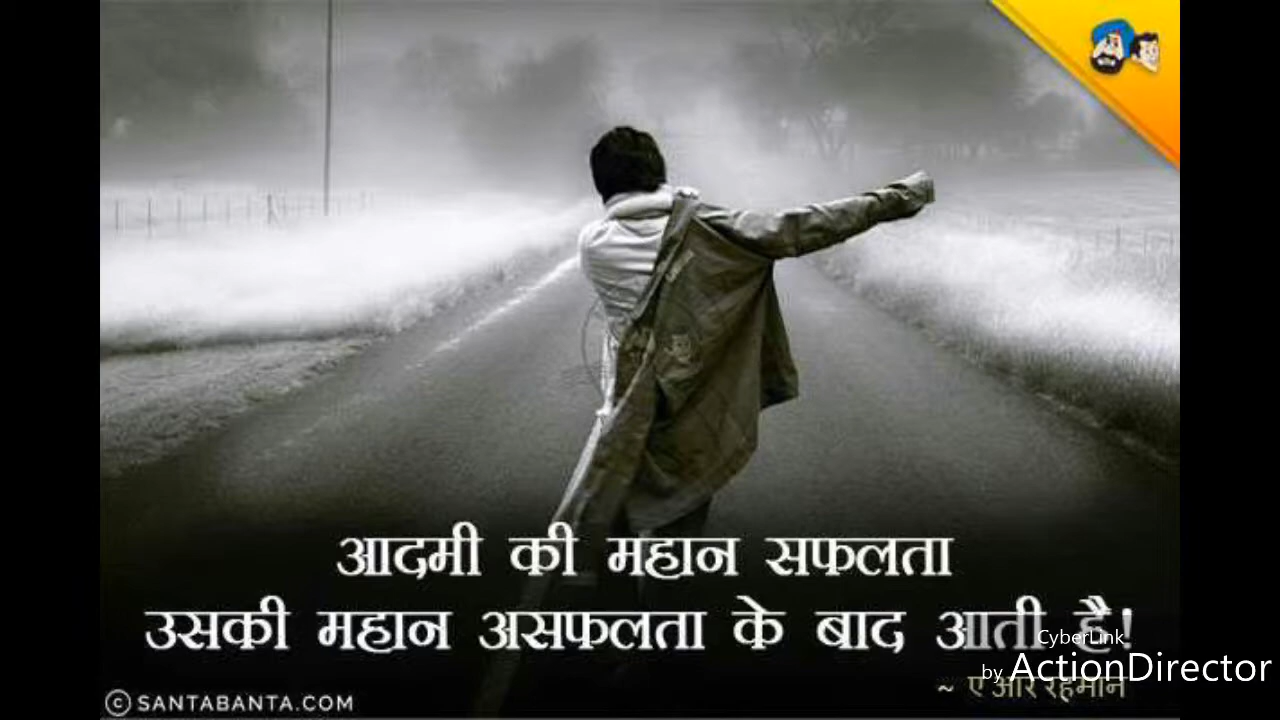 आदमी की महान सफलता
उसकी महान असफलता के बाद आती है!
~ ए आर रहमान
CyberLink
by ActionDirector
© SANTABANTA.COM